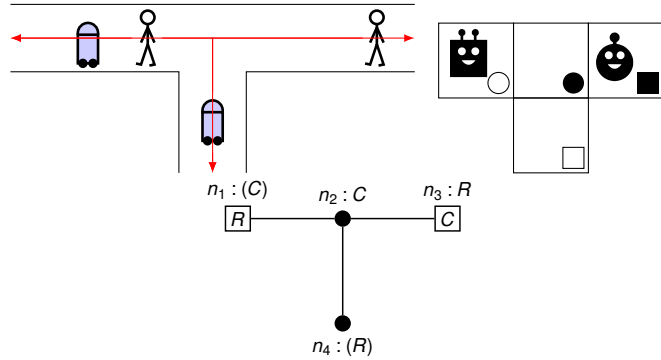 n₁ : (C)
n₂ : C
n₃ : R
R
C
n₄ : (R)